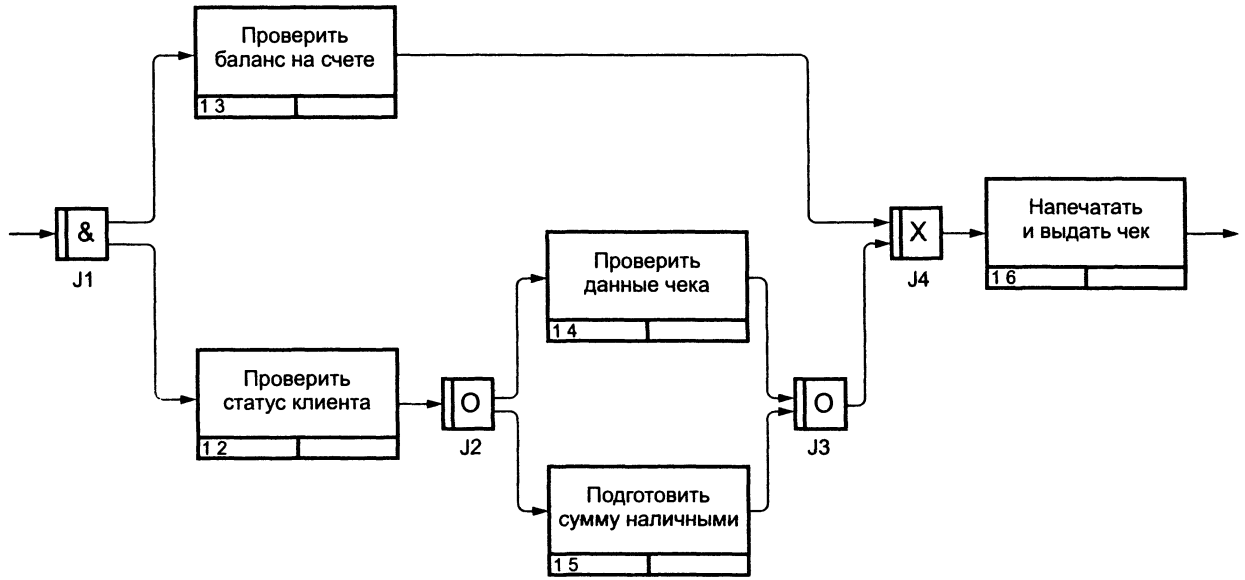 Проверить
баланс на счете
1 3
&
J1
Проверить
статус клиента
1 2
O
J2
Проверить
данные чека
1 4
Подготовить
сумму наличными
1 5
O
J3
X
J4
Напечатать
и выдать чек
1 6